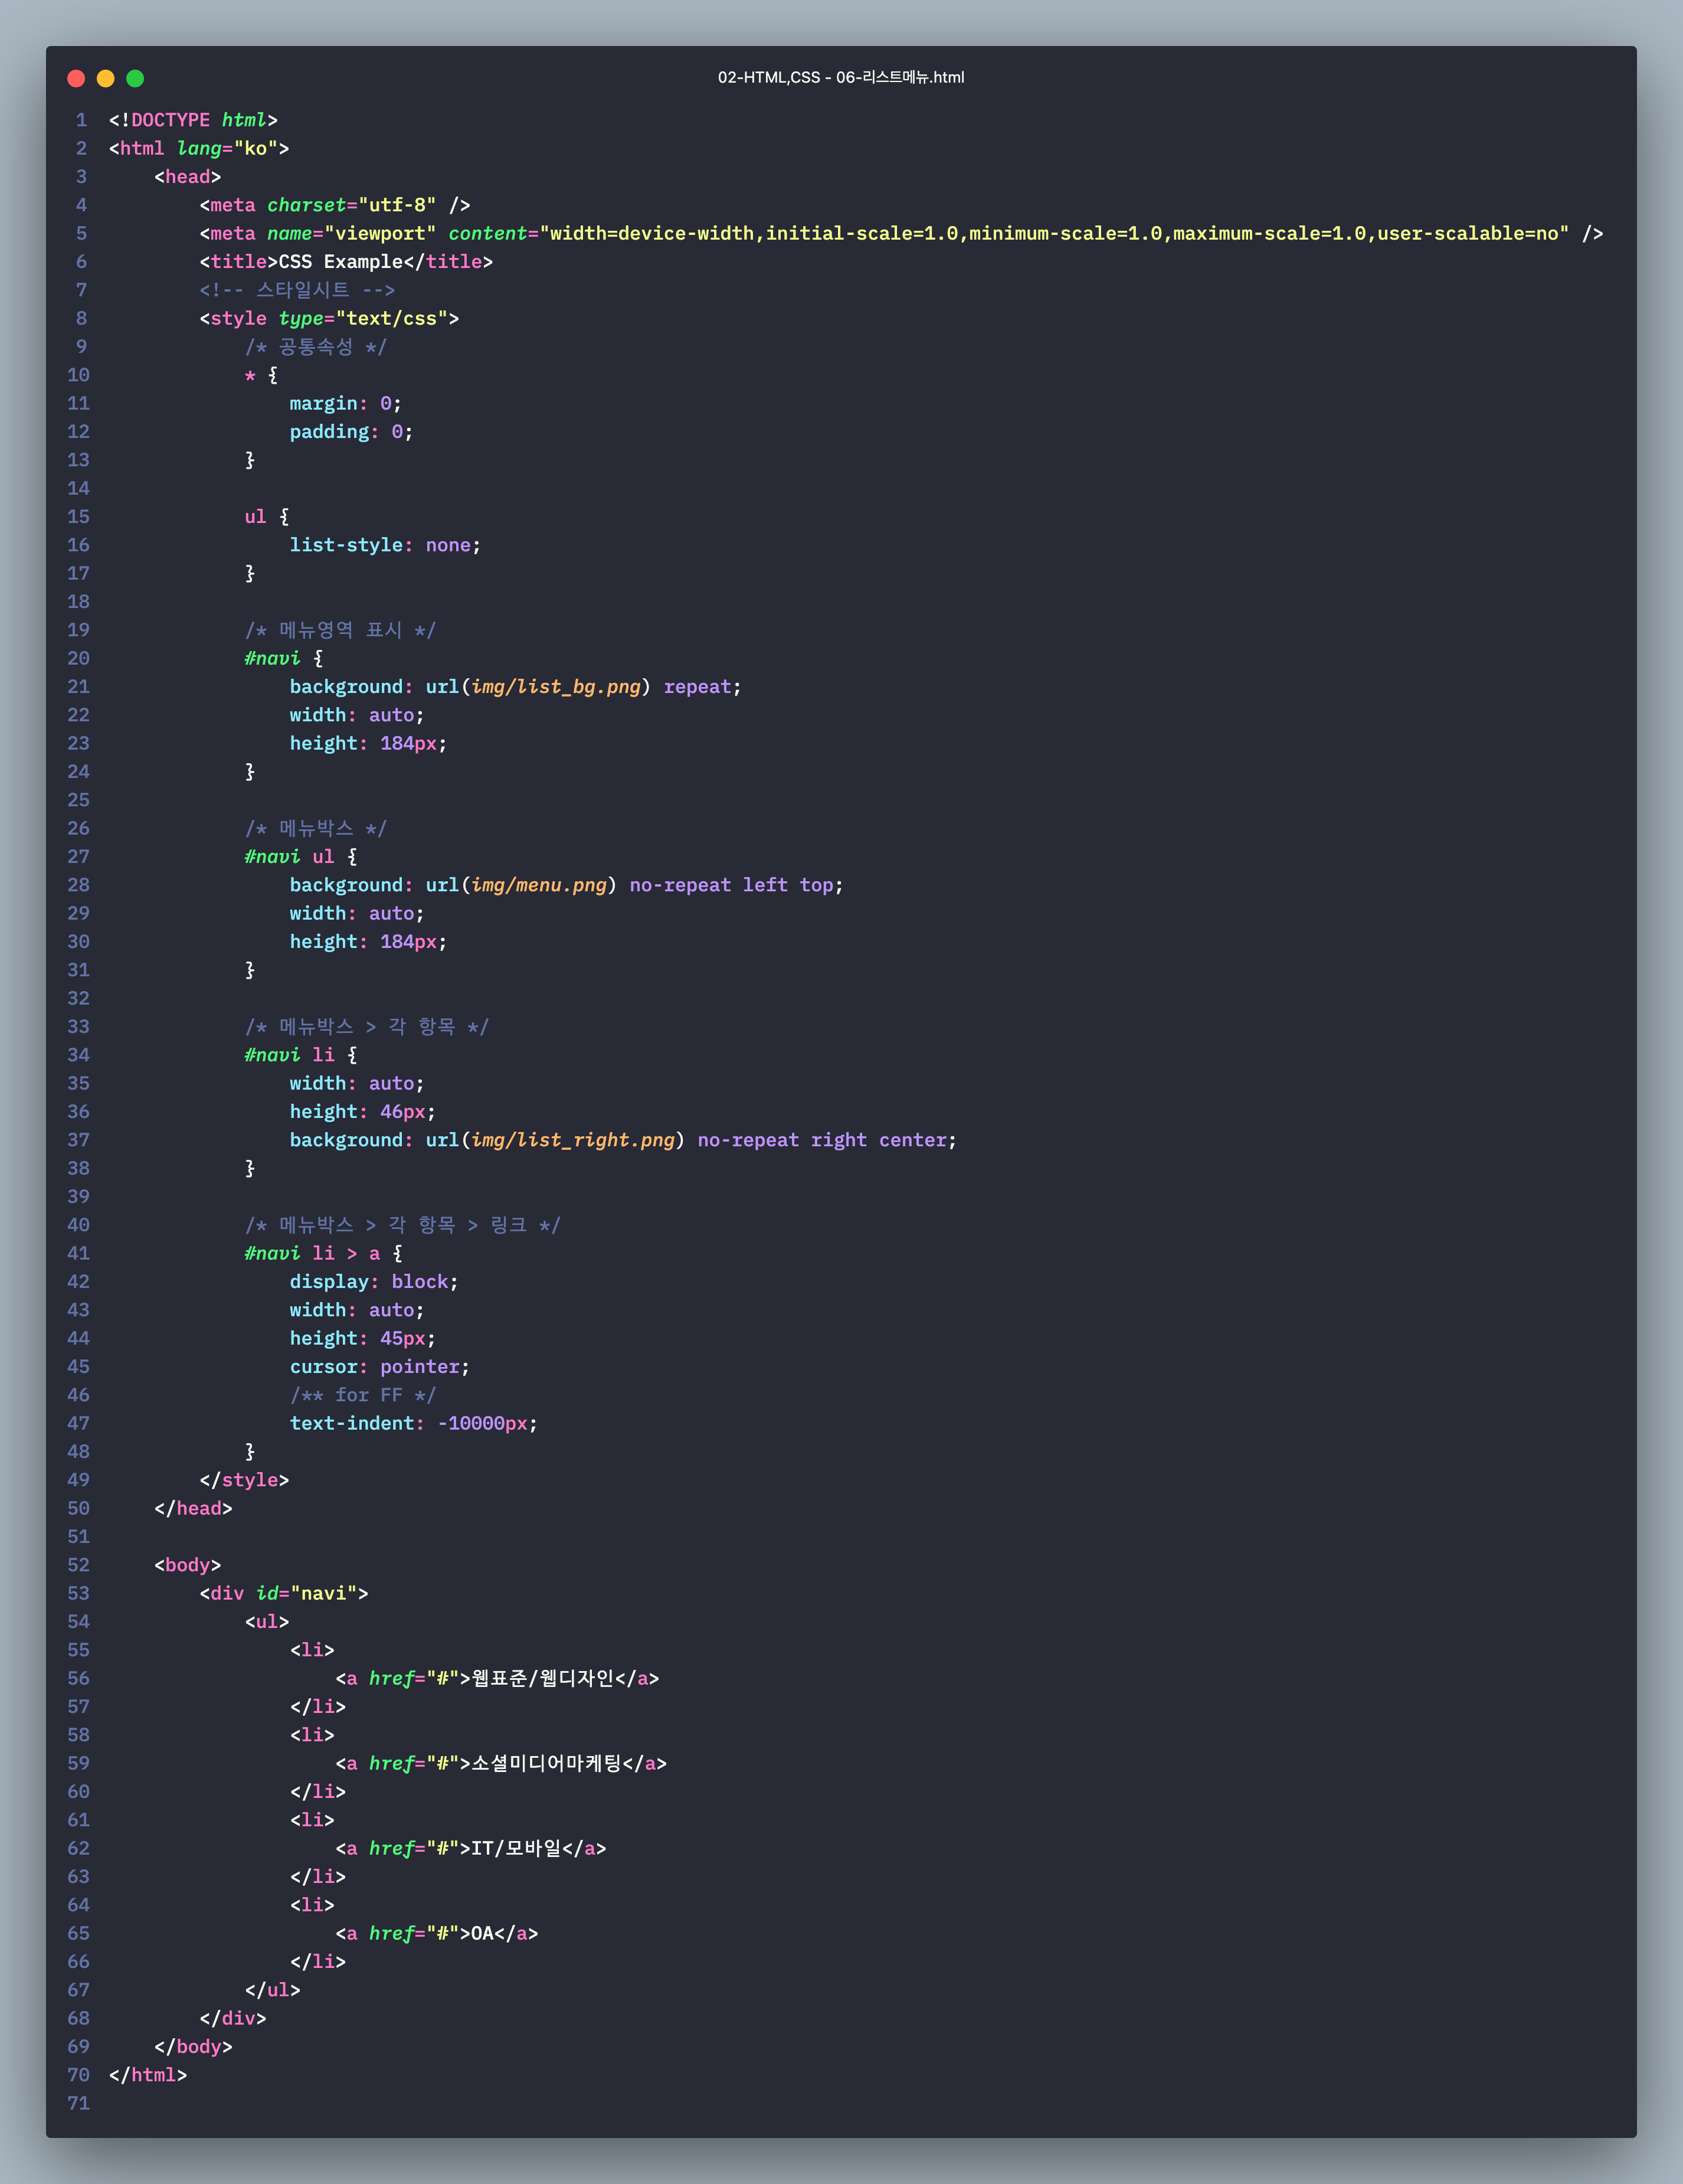 02-HTML,CSS - 06-리스트메뉴.html
1 <!DOCTYPE html>
2 <html lang="ko">
3     <head>
4         <meta charset="utf-8" />
5         <meta name="viewport" content="width=device-width,initial-scale=1.0,minimum-scale=1.0,maximum-scale=1.0,user-scalable=no" />
6         <title>CSS Example</title>
7         <!-- 스타일시트 -->
8         <style type="text/css">
9             /* 공통속성 */
10             * {
11                 margin: 0;
12                 padding: 0;
13             }
14
15             ul {
16                 list-style: none;
17             }
18
19             /* 메뉴영역 표시 */
20             #navi {
21                 background: url(img/list_bg.png) repeat;
22                 width: auto;
23                 height: 184px;
24             }
25
26             /* 메뉴박스 */
27             #navi ul {
28                 background: url(img/menu.png) no-repeat left top;
29                 width: auto;
30                 height: 184px;
31             }
32
33             /* 메뉴박스 > 각 항목 */
34             #navi li {
35                 width: auto;
36                 height: 46px;
37                 background: url(img/list_right.png) no-repeat right center;
38             }
39
40             /* 메뉴박스 > 각 항목 > 링크 */
41             #navi li > a {
42                 display: block;
43                 width: auto;
44                 height: 45px;
45                 cursor: pointer;
46                 /** for FF */
47                 text-indent: -10000px;
48             }
49         </style>
50     </head>
51
52     <body>
53         <div id="navi">
54             <ul>
55                 <li>
56                     <a href="#">웹표준/웹디자인</a>
57                 </li>
58                 <li>
59                     <a href="#">소셜미디어마케팅</a>
60                 </li>
61                 <li>
62                     <a href="#">IT/모바일</a>
63                 </li>
64                 <li>
65                     <a href="#">OA</a>
66                 </li>
67             </ul>
68         </div>
69     </body>
70 </html>
71